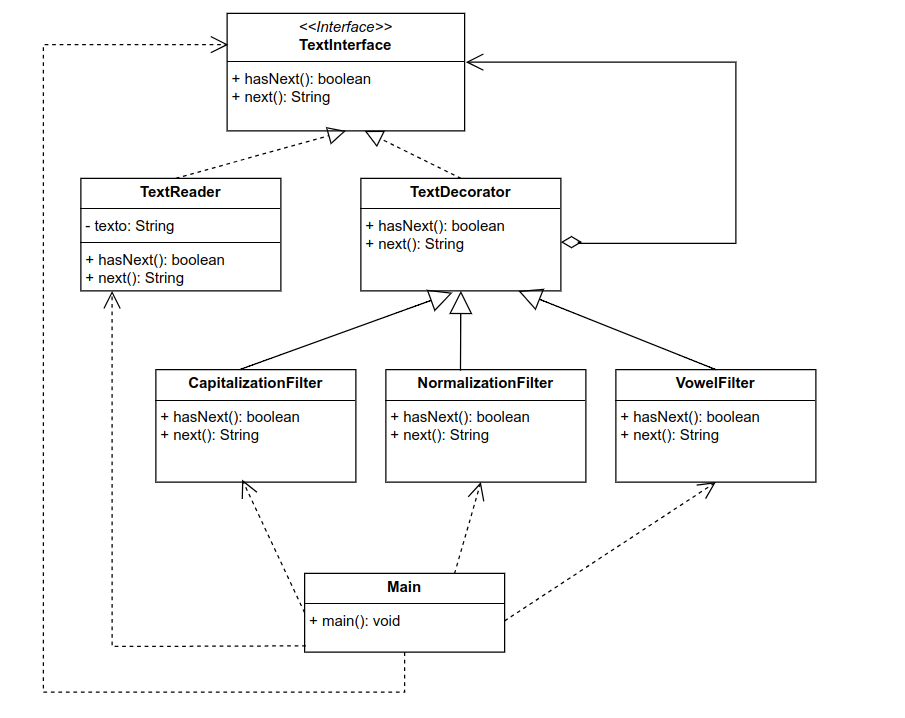 <<Interface>>
TextInterface
+ hasNext(): boolean
+ next(): String
TextReader
- texto: String
+ hasNext(): boolean
+ next(): String
TextDecorator
+ hasNext(): boolean
+ next(): String
CapitalizationFilter
+ hasNext(): boolean
+ next(): String
NormalizationFilter
+ hasNext(): boolean
+ next(): String
VowelFilter
+ hasNext(): boolean
+ next(): String
Main
+ main(): void